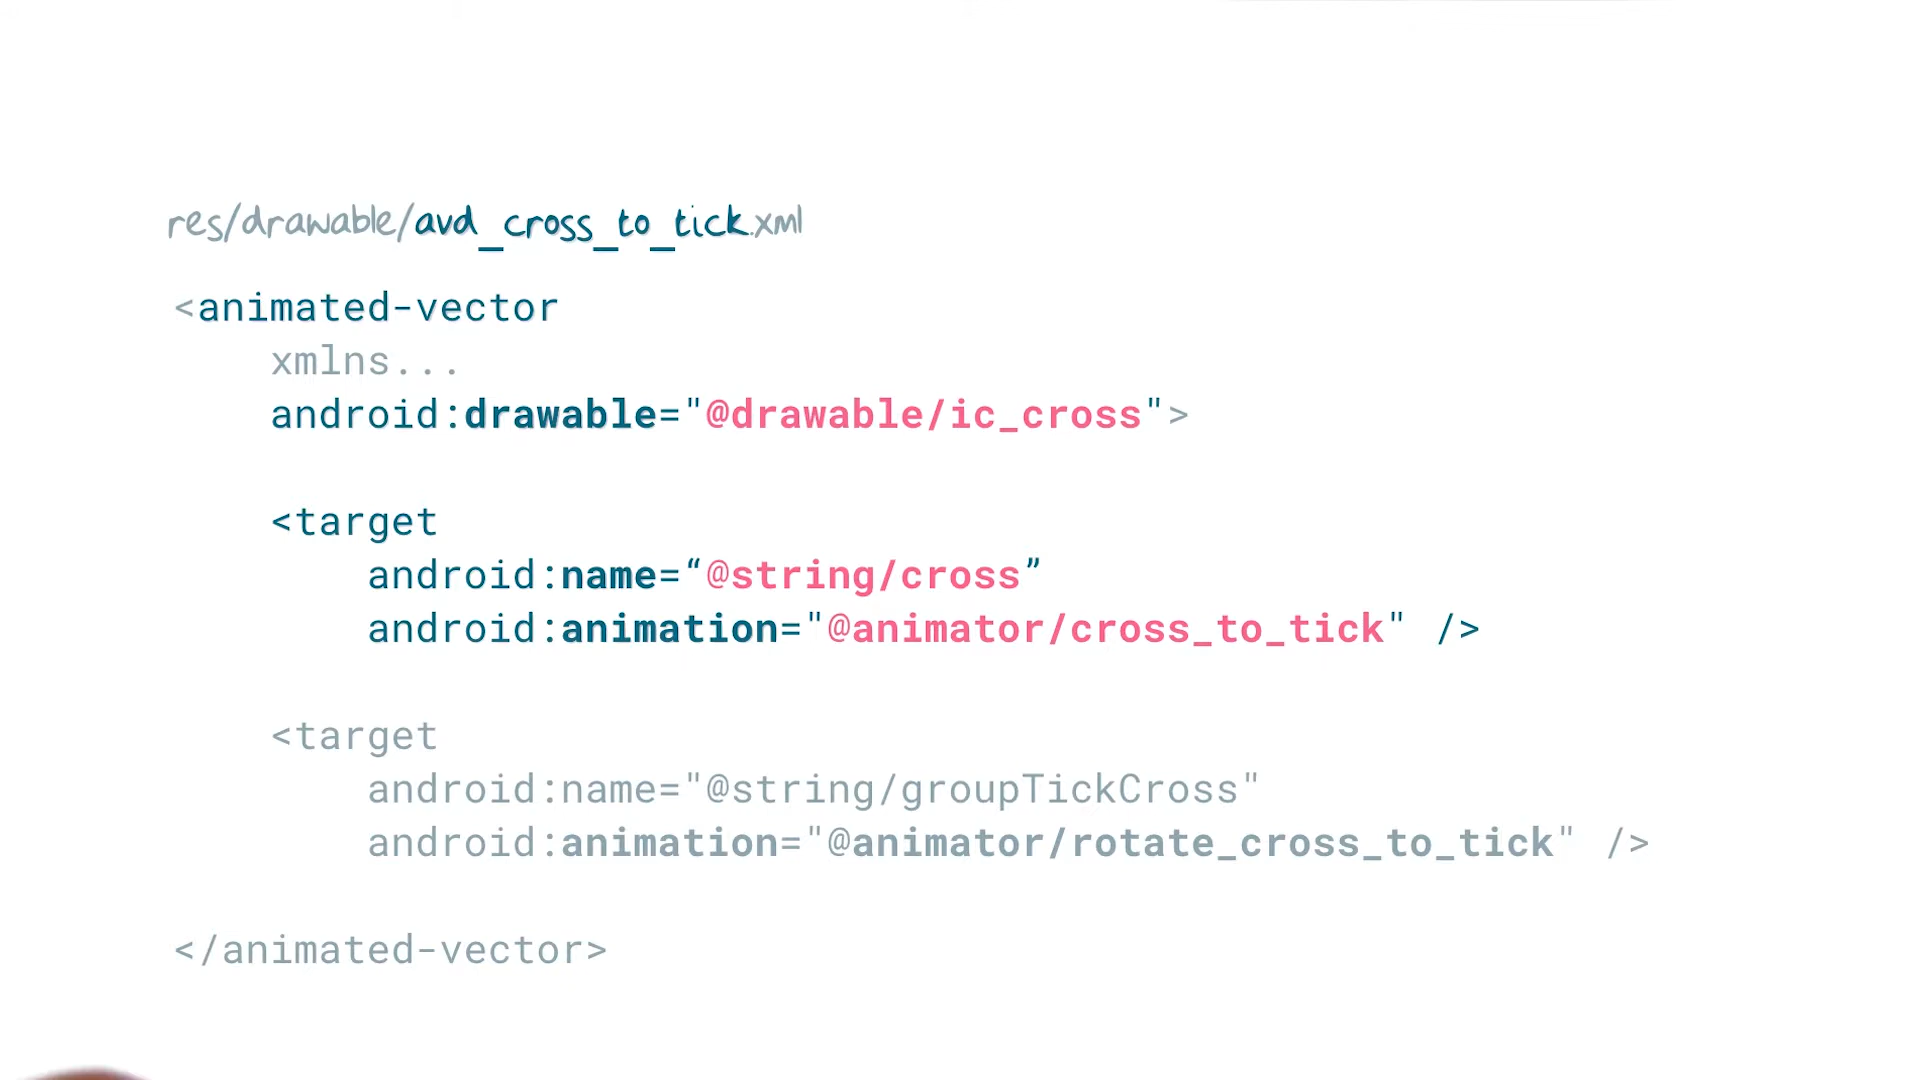 res/drawable/avd_cross_to_tick.xml
<animated-vector
xmlns...
android:drawable="@drawable/ic_cross">
<target
android:name=“@string/cross”
android:animation="@animator/cross_to_tick" />
<target
android:name="@string/groupTickCross"
android:animation="@animator/rotate_cross_to_tick" />
</animated-vector>